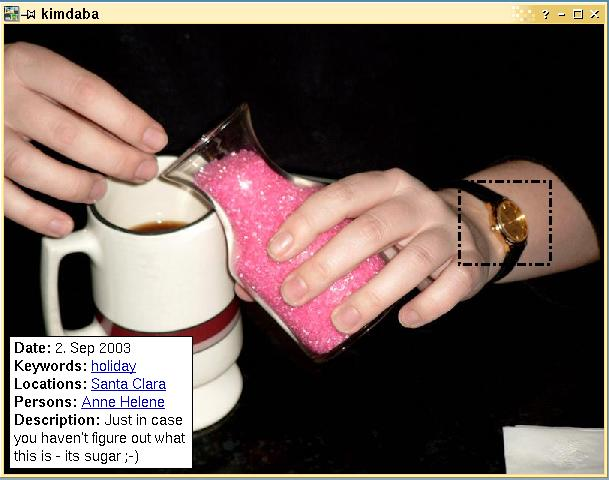 kimdaba
Date: 2. Sep 2003
Keywords: holiday
Locations: Santa Clara
Persons: Anne Helene
Description: Just in case
you haven't figure out what
this is - its sugar ;-)